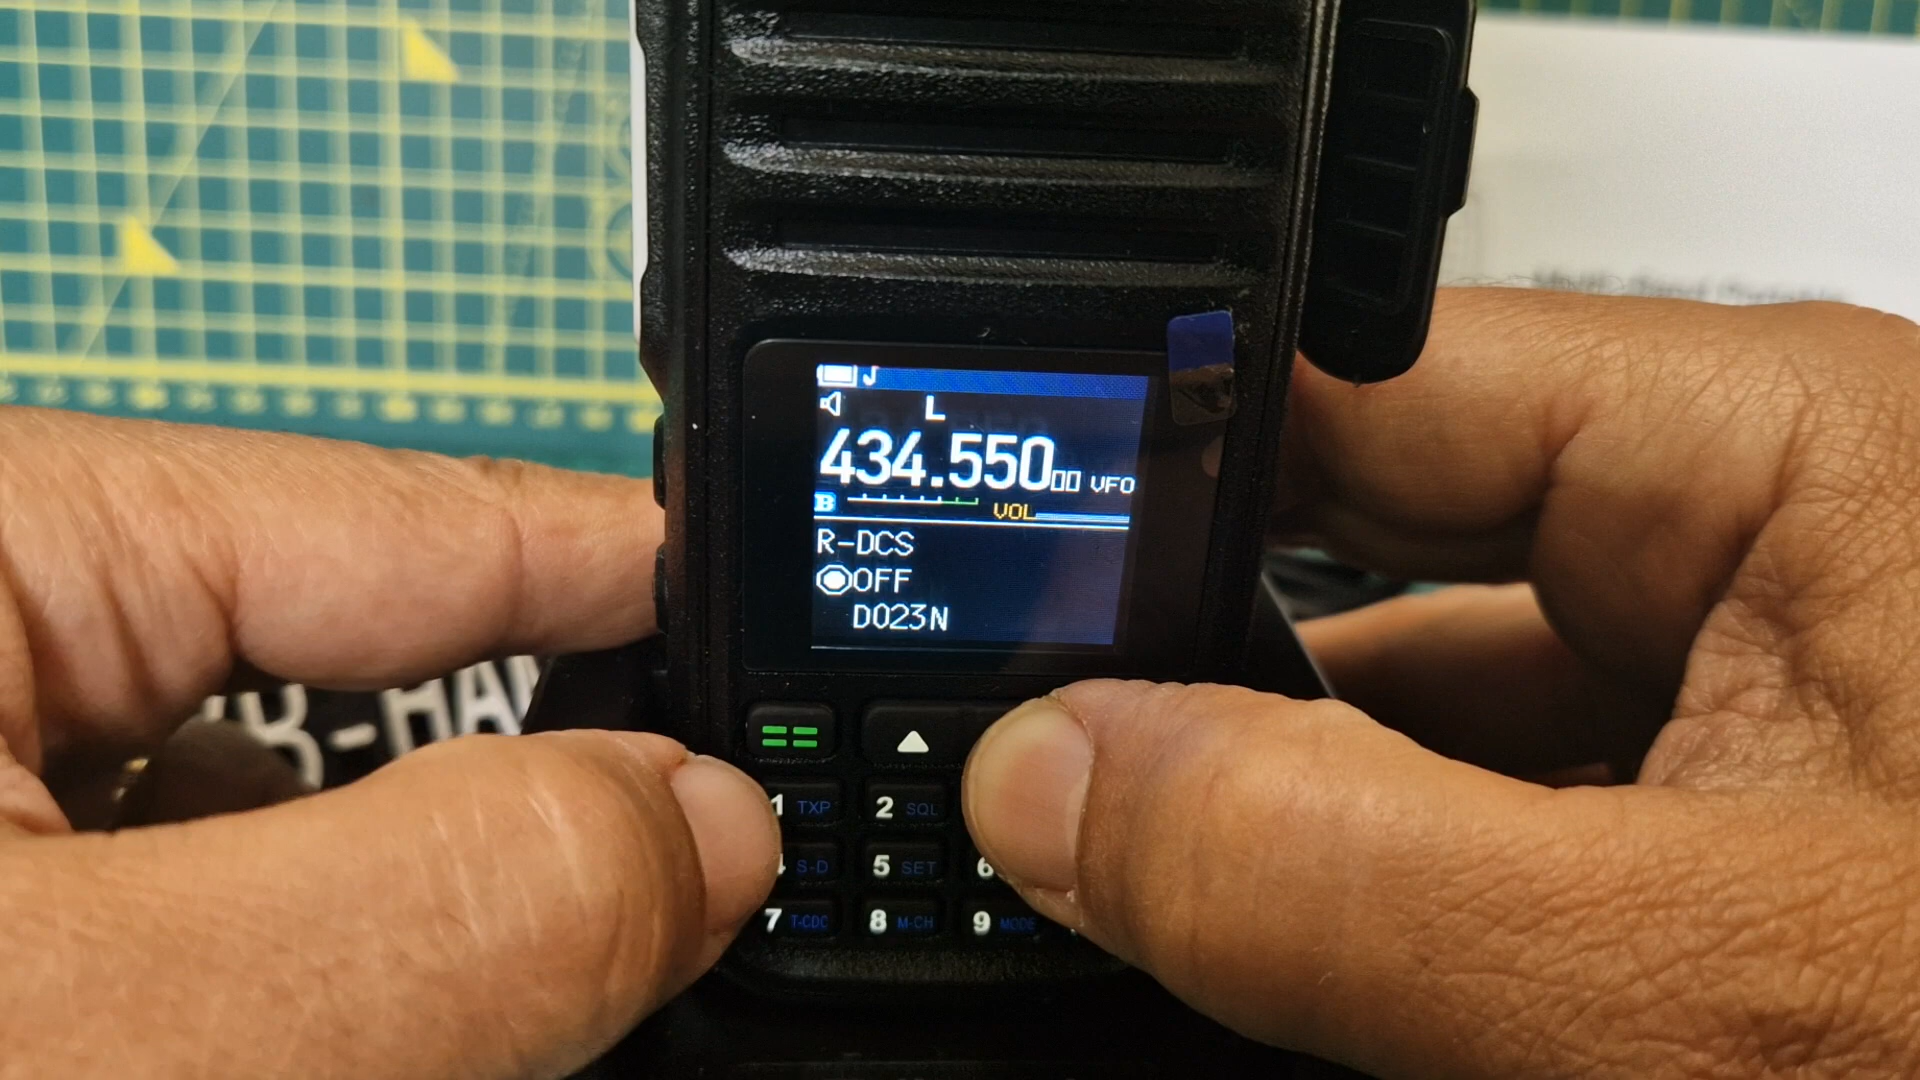 L
434.55000 VFO
B VOL
R-DCS
OFF
D023N
B-HAM
1 TXP 2 SQL
S-D 5 SET 6
7 T-CDC 8 M-CH 9 MODE